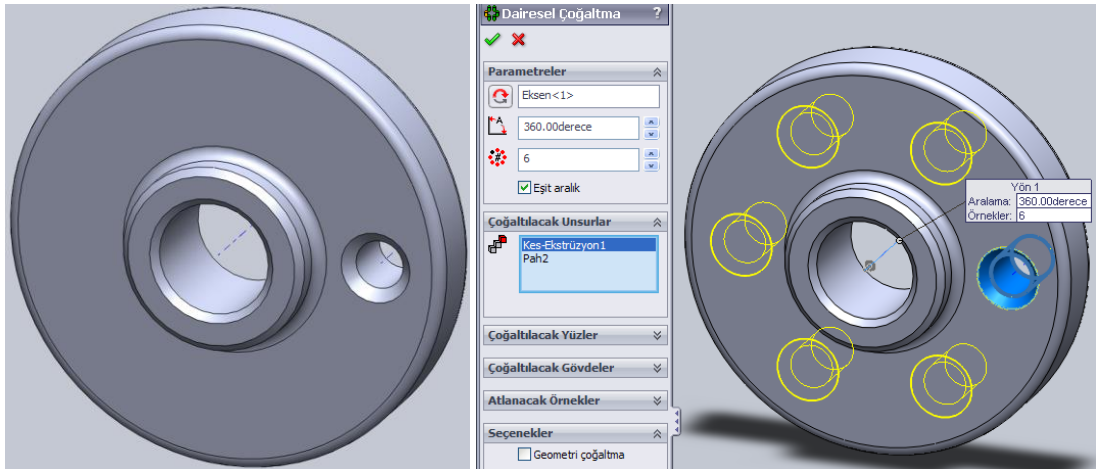 Dairesel Çoğaltma ?
Parametreler
Eksen<1>
360.00derece
6
Eşit aralık
Çoğaltılacak Unsurlar
Kes-Ekstrüzyon1
Pah2
Çoğaltılacak Yüzler
Çoğaltılacak Gövdeler
Atlanacak Örnekler
Seçenekler
Geometri çoğaltma
Yön 1
Aralama: 360.00derece
Örnekler: 6